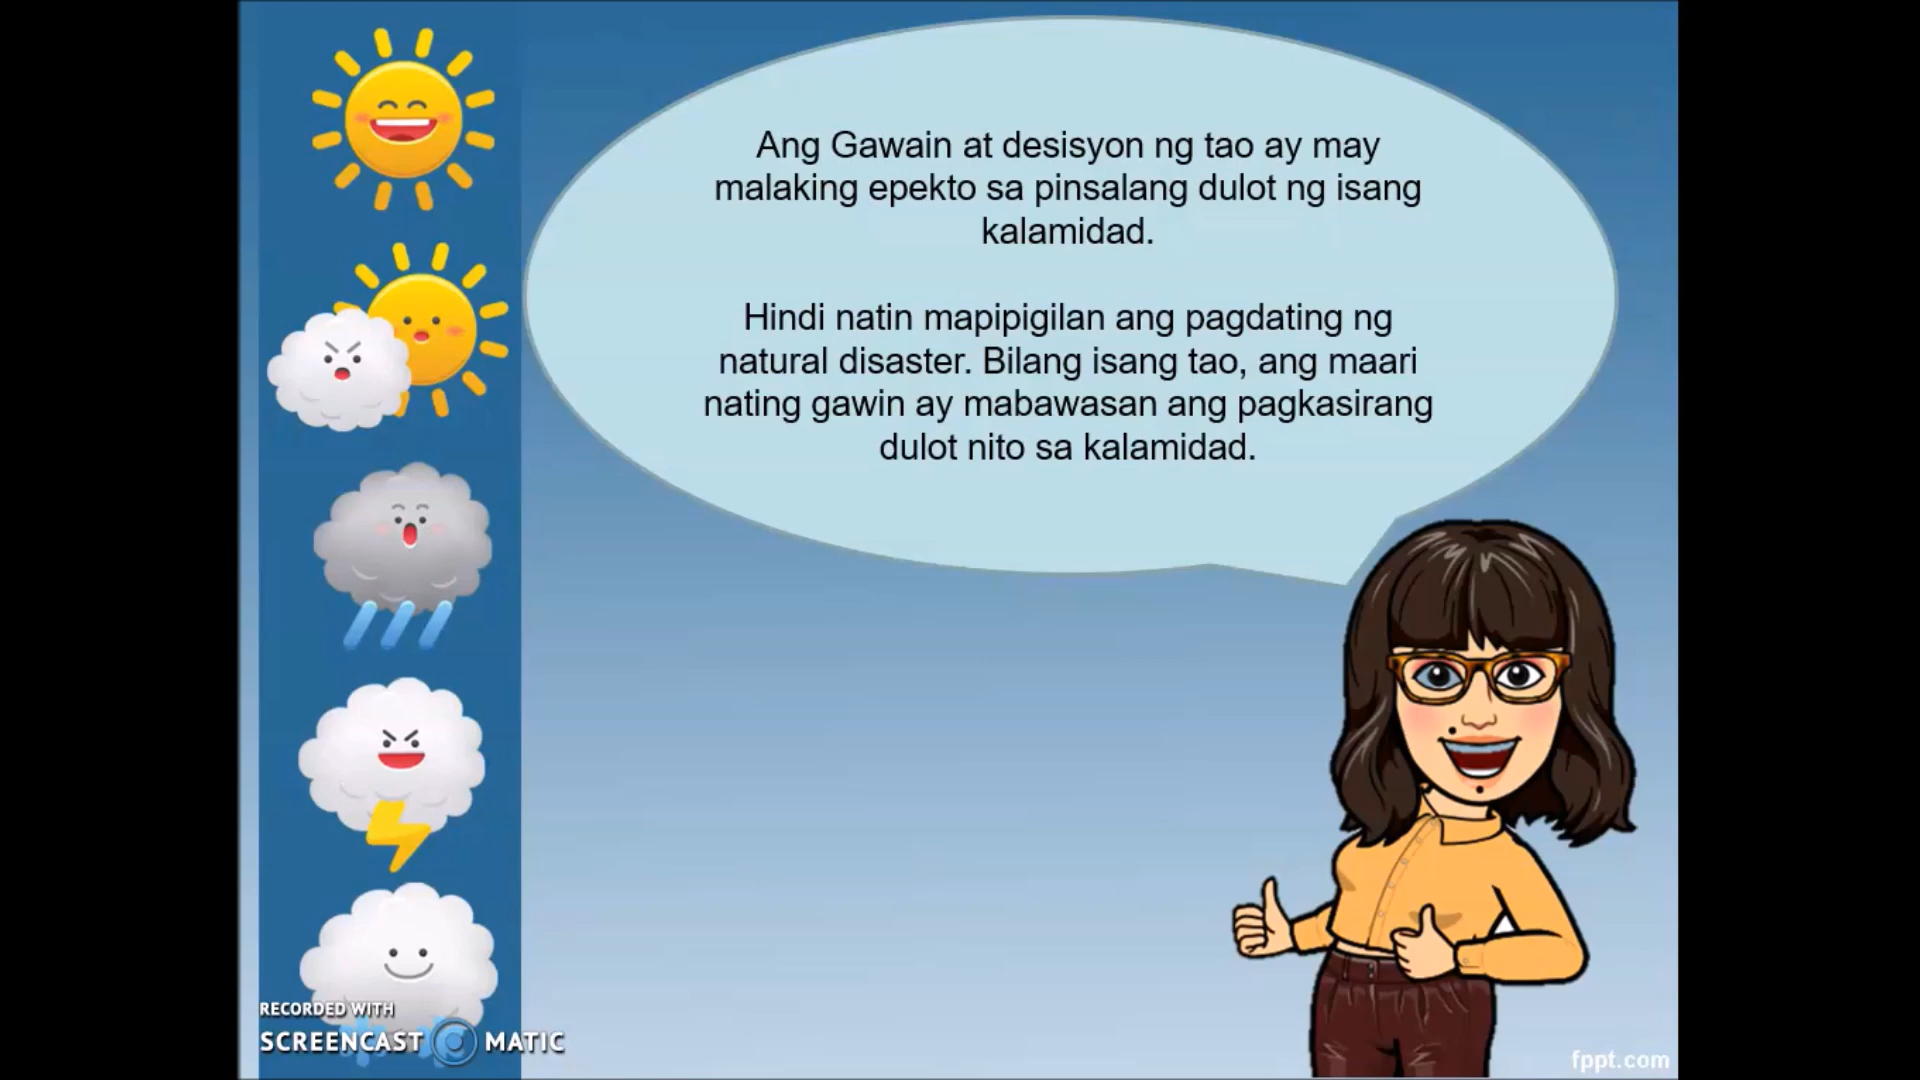 Ang Gawain at desisyon ng tao ay may
malaking epekto sa pinsalang dulot ng isang
kalamidad.
Hindi natin mapipigilan ang pagdating ng
natural disaster. Bilang isang tao, ang maari
nating gawin ay mabawasan ang pagkasirang
dulot nito sa kalamidad.
RECORDED WITH
SCREENCAST MATIC
fppt.com